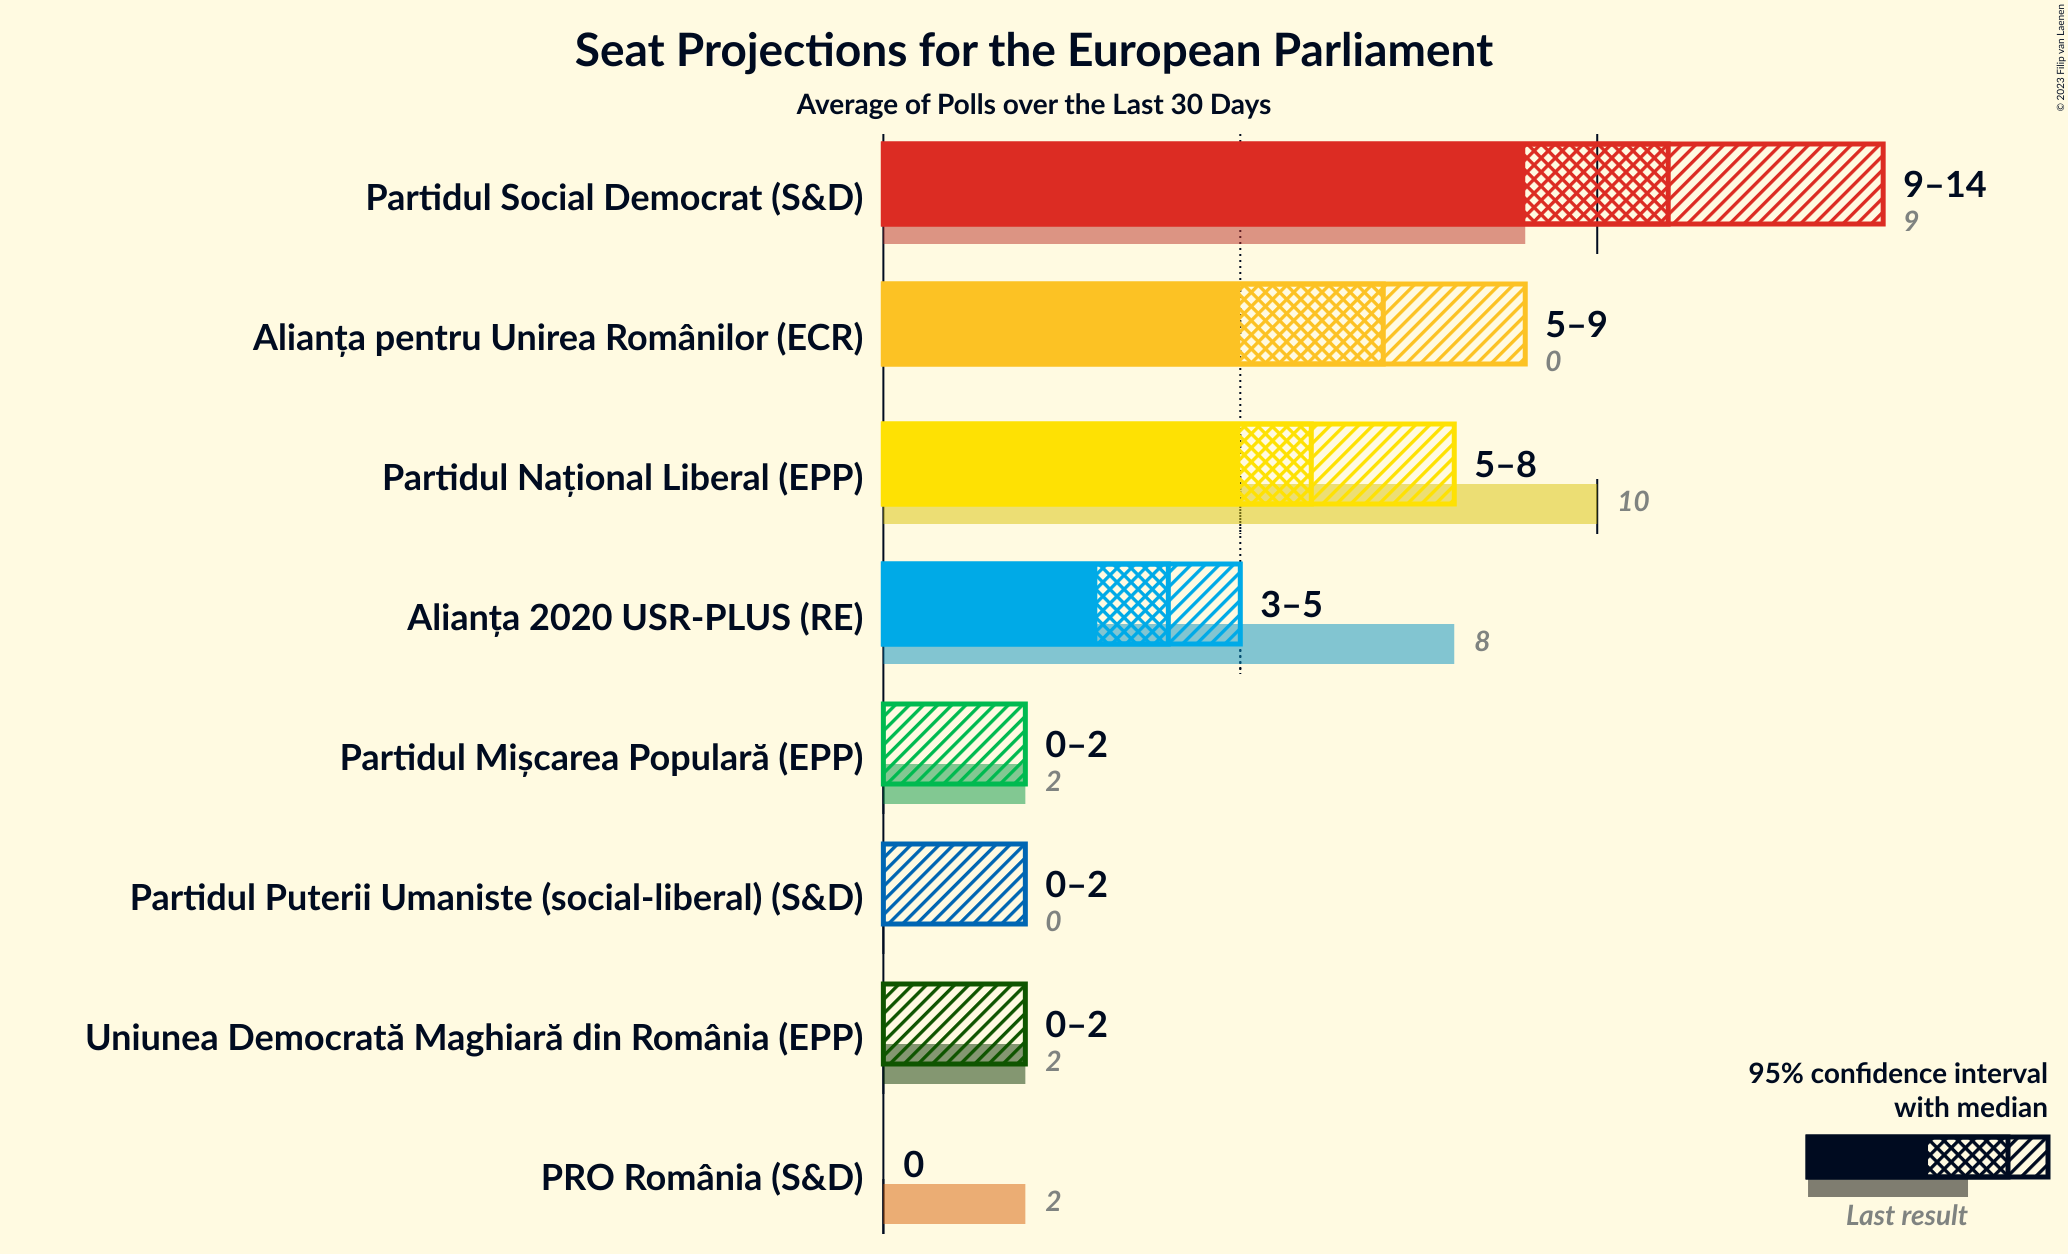 Seat Projections for the European Parliament
Average of Polls over the Last 30 Days
© 2023 Filip van Laenen
Partidul Social Democrat (S&D)
9–14
9
Alianța pentru Unirea Românilor (ECR)
5–9
0
Partidul Național Liberal (EPP)
5–8
10
Alianța 2020 USR-PLUS (RE)
3–5
8
Partidul Mișcarea Populară (EPP)
0–2
2
Partidul Puterii Umaniste (social-liberal) (S&D)
0–2
0
Uniunea Democrată Maghiară din România (EPP)
0–2
2
PRO România (S&D)
0
2
95% confidence interval
with median
Last result